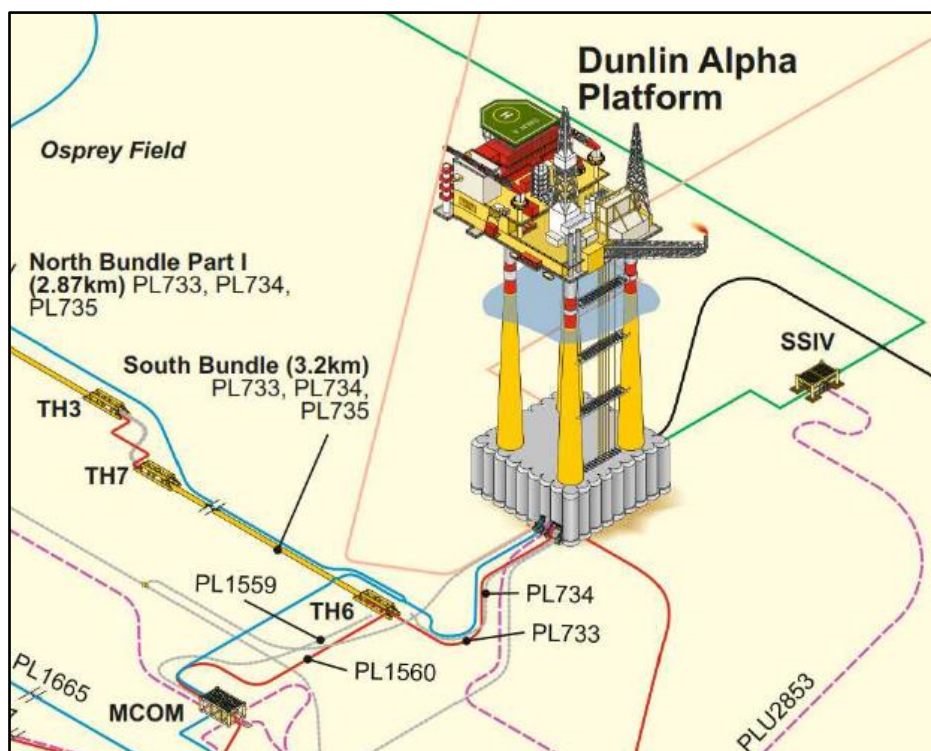 Dunlin Alpha
Platform
Osprey Field
North Bundle Part I
(2.87km) PL733, PL734,
PL735
SSIV
South Bundle (3.2km)
PL733, PL734,
PL735
TH3
TH7
PL1559
TH6
PL734
PL733
PL1560
PL1665
MCOM
PLU2853